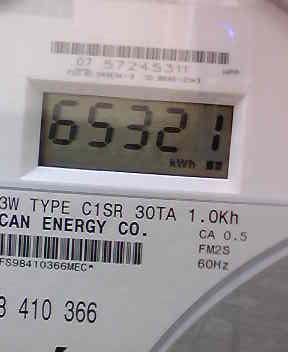 07 57245311
65321
kWh
3W TYPE C1SR 30TA 1.0Kh
CAN ENERGY CO.
CA 0.5
FM2S
FS98410366MEC*
60Hz
8 410 366